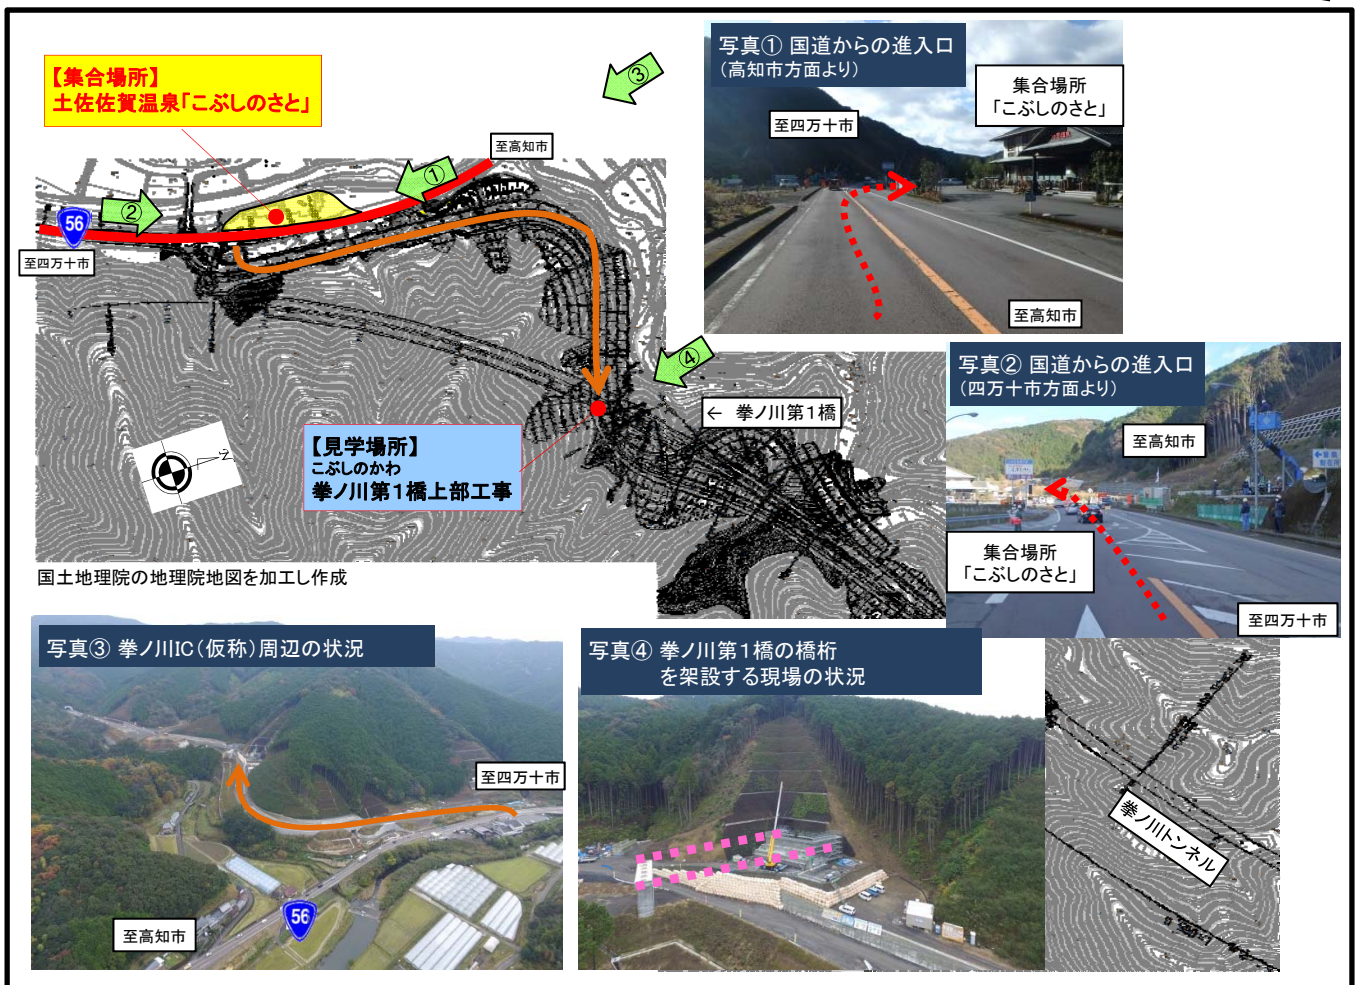 【集合場所】
土佐佐賀温泉「こぶしのさと」
③
至高知市
①
②
56
至四万十市
④
← 拳ノ川第1橋
【見学場所】
こぶしのかわ
拳ノ川第1橋上部工事
国土地理院の地理院地図を加工し作成
写真① 国道からの進入口
(高知市方面より)
集合場所
「こぶしのさと」
至四万十市
至高知市
写真② 国道からの進入口
(四万十市方面より)
至高知市
集合場所
「こぶしのさと」
至四万十市
写真③ 拳ノ川IC(仮称)周辺の状況
至四万十市
56
至高知市
写真④ 拳ノ川第1橋の橋桁
を架設する現場の状況
拳ノ川トンネル